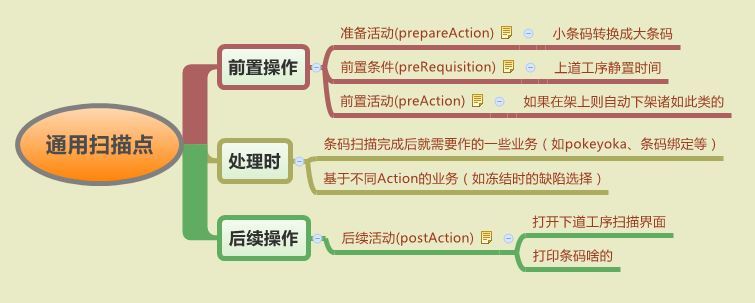 通用扫描点
前置操作
准备活动(prepareAction)
小条码转换成大条码
前置条件(preRequisition)
上道工序静置时间
前置活动(preAction)
如果在架上则自动下架诸如此类的
处理时
条码扫描完成后就需要作的一些业务（如pokeyoka、条码绑定等）
基于不同Action的业务（如冻结时的缺陷选择）
后续操作
后续活动(postAction)
打开下道工序扫描界面
打印条码啥的